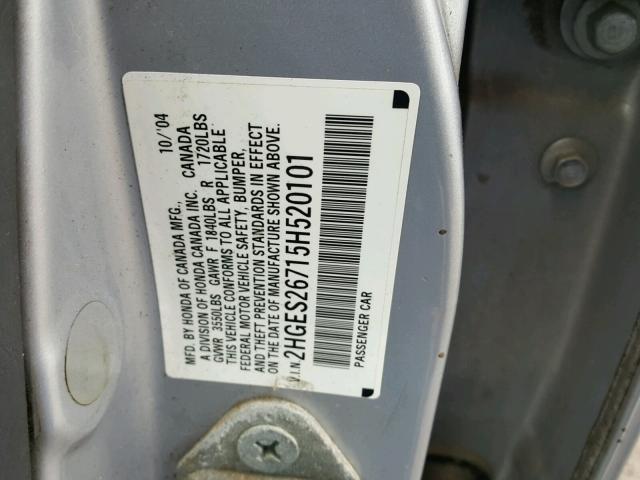 MFD. BY HONDA OF CANADA MFG., 10/'04
A DIVISION OF HONDA CANADA INC. CANADA
GVWR 3550LBS GAWR F 1840LBS R 1720LBS
THIS VEHICLE CONFORMS TO ALL APPLICABLE
FEDERAL MOTOR VEHICLE SAFETY, BUMPER,
AND THEFT PREVENTION STANDARDS IN EFFECT
ON THE DATE OF MANUFACTURE SHOWN ABOVE.
V.I.N. 2HGES26715H520101
PASSENGER CAR